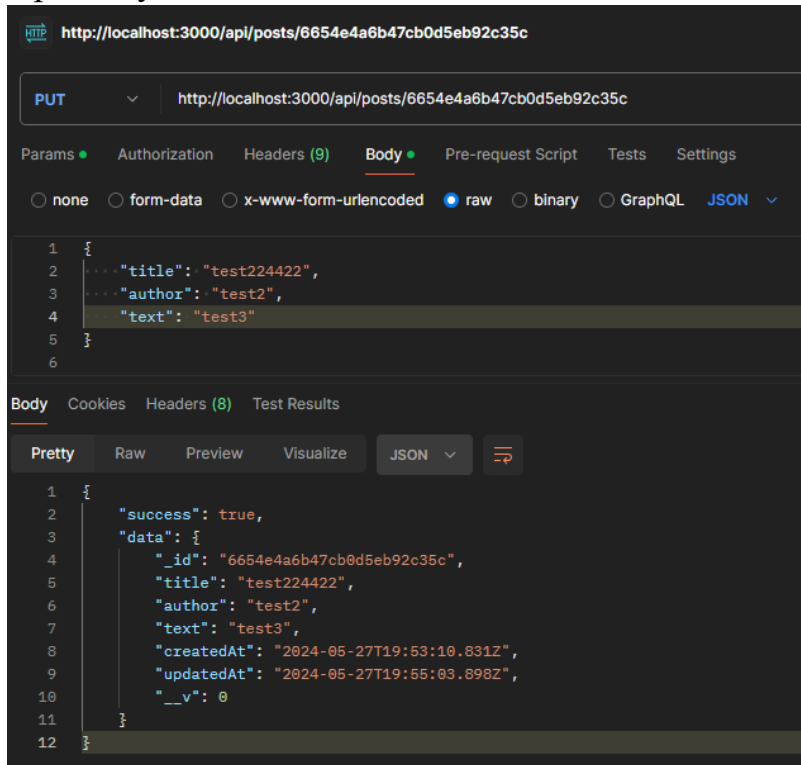 HTTP http://localhost:3000/api/posts/6654e4a6b47cb0d5eb92c35c
PUT http://localhost:3000/api/posts/6654e4a6b47cb0d5eb92c35c
Params Authorization Headers (9) Body Pre-request Script Tests Settings
none form-data x-www-form-urlencoded raw binary GraphQL JSON
1 {
2 "title": "test224422",
3 "author": "test2",
4 "text": "test3"
5 }
6
Body Cookies Headers (8) Test Results
Pretty Raw Preview Visualize JSON
1 {
2 "success": true,
3 "data": {
4 "_id": "6654e4a6b47cb0d5eb92c35c",
5 "title": "test224422",
6 "author": "test2",
7 "text": "test3",
8 "createdAt": "2024-05-27T19:53:10.831Z",
9 "updatedAt": "2024-05-27T19:55:03.898Z",
10 "__v": 0
11 }
12 }